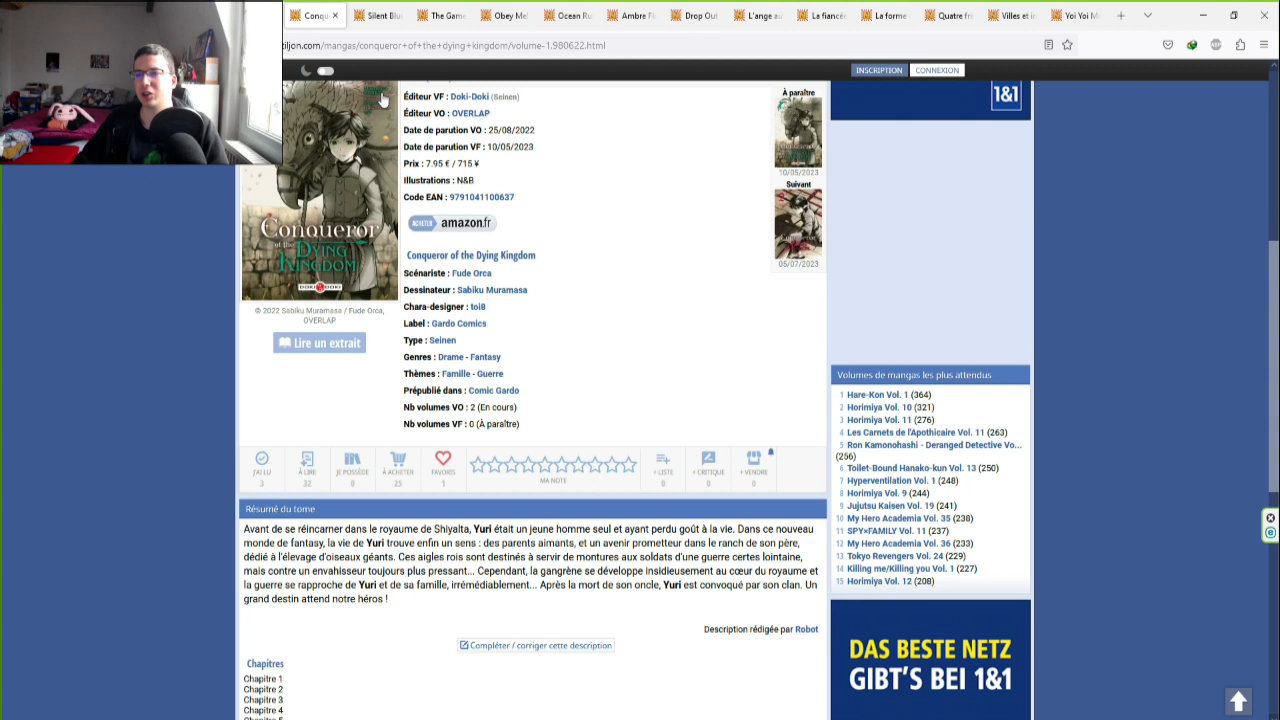 Conqu
Silent Blu
The Game
Obey Me!
Ocean Ru
Ambre Fl
Drop Out
L'ange au
La fiancée
La forme
Quatre fri
Villes et in
Yoi Yoi M
ziljon.com/mangas/conqueror+of+the+dying+kingdom/volume-1.980622.html
INSCRIPTION
CONNEXION
Éditeur VF : Doki-Doki (Seinen)
Éditeur VO : OVERLAP
Date de parution VO : 25/08/2022
Date de parution VF : 10/05/2023
Prix : 7.95 € / 715 ¥
Illustrations : N&B
Code EAN : 9791041100637
ACHETER amazon.fr
À paraître
10/05/2023
Suivant
05/07/2023
1&1
Conqueror
of the
DYING
KINGDOM
DOKI DOKI
© 2022 Sabiku Muramasa / Fude Orca,
OVERLAP
Lire un extrait
Conqueror of the Dying Kingdom
Scénariste : Fude Orca
Dessinateur : Sabiku Muramasa
Chara-designer : toi8
Label : Gardo Comics
Type : Seinen
Genres : Drame - Fantasy
Thèmes : Famille - Guerre
Prépublié dans : Comic Gardo
Nb volumes VO : 2 (En cours)
Nb volumes VF : 0 (À paraître)
J'AI LU
3
À LIRE
32
JE POSSÈDE
0
À ACHETER
25
FAVORIS
1
MA NOTE
+ LISTE
0
+ CRITIQUE
0
+ VENDRE
0
Résumé du tome
Avant de se réincarner dans le royaume de Shiyalta, Yuri était un jeune homme seul et ayant perdu goût à la vie. Dans ce nouveau
monde de fantasy, la vie de Yuri trouve enfin un sens : des parents aimants, et un avenir prometteur dans le ranch de son père,
dédié à l'élevage d'oiseaux géants. Ces aigles rois sont destinés à servir de montures aux soldats d'une guerre certes lointaine,
mais contre un envahisseur toujours plus pressant... Cependant, la gangrène se développe insidieusement au cœur du royaume et
la guerre se rapproche de Yuri et de sa famille, irrémédiablement... Après la mort de son oncle, Yuri est convoqué par son clan. Un
grand destin attend notre héros !
Description rédigée par Robot
Compléter / corriger cette description
Chapitres
Chapitre 1
Chapitre 2
Chapitre 3
Chapitre 4
Chapitre 5
Volumes de mangas les plus attendus
1 Hare-Kon Vol. 1 (364)
2 Horimiya Vol. 10 (321)
3 Horimiya Vol. 11 (276)
4 Les Carnets de l'Apothicaire Vol. 11 (263)
5 Ron Kamonohashi - Deranged Detective Vo...
(256)
6 Toilet-Bound Hanako-kun Vol. 13 (250)
7 Hyperventilation Vol. 1 (248)
8 Horimiya Vol. 9 (244)
9 Jujutsu Kaisen Vol. 19 (241)
10 My Hero Academia Vol. 35 (238)
11 SPY×FAMILY Vol. 11 (237)
12 My Hero Academia Vol. 36 (233)
13 Tokyo Revengers Vol. 24 (229)
14 Killing me/Killing you Vol. 1 (227)
15 Horimiya Vol. 12 (208)
DAS BESTE NETZ
GIBT'S BEI 1&1